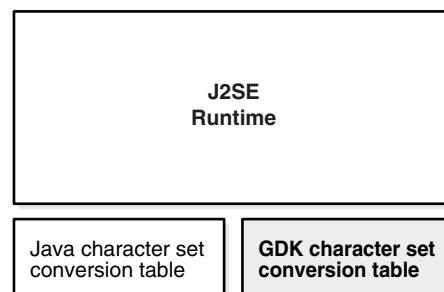 J2SE
Runtime
Java character set
conversion table
GDK character set
conversion table